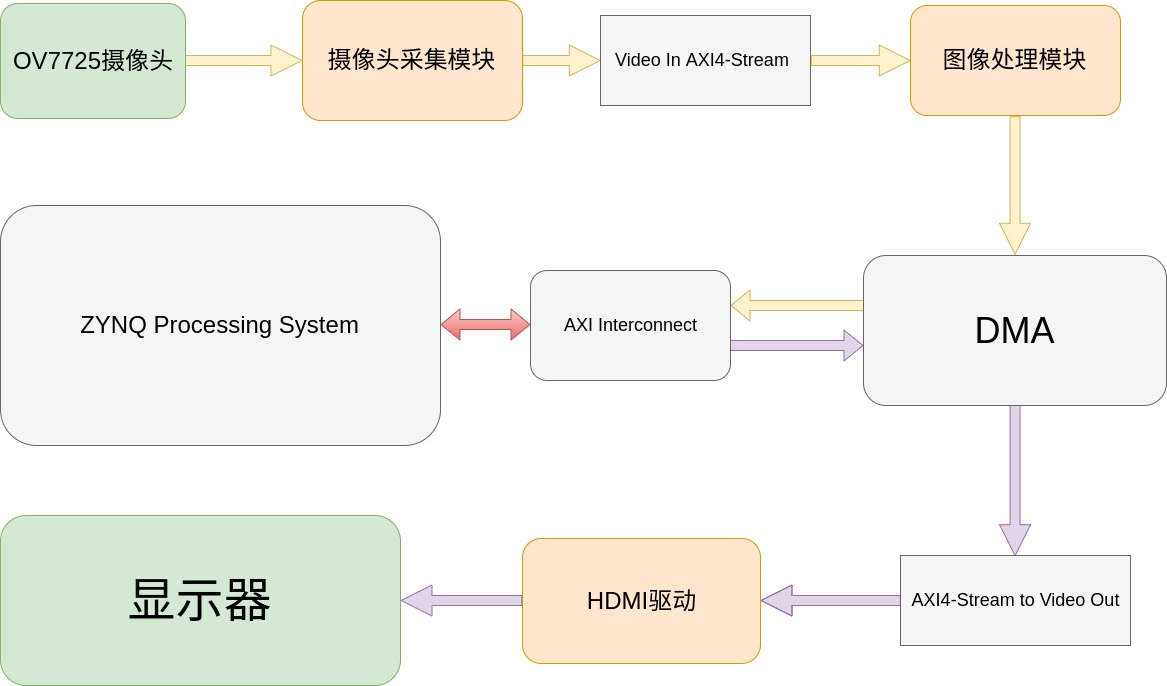 OV7725摄像头
摄像头采集模块
Video In AXI4-Stream
图像处理模块
ZYNQ Processing System
AXI Interconnect
DMA
显示器
HDMI驱动
AXI4-Stream to Video Out